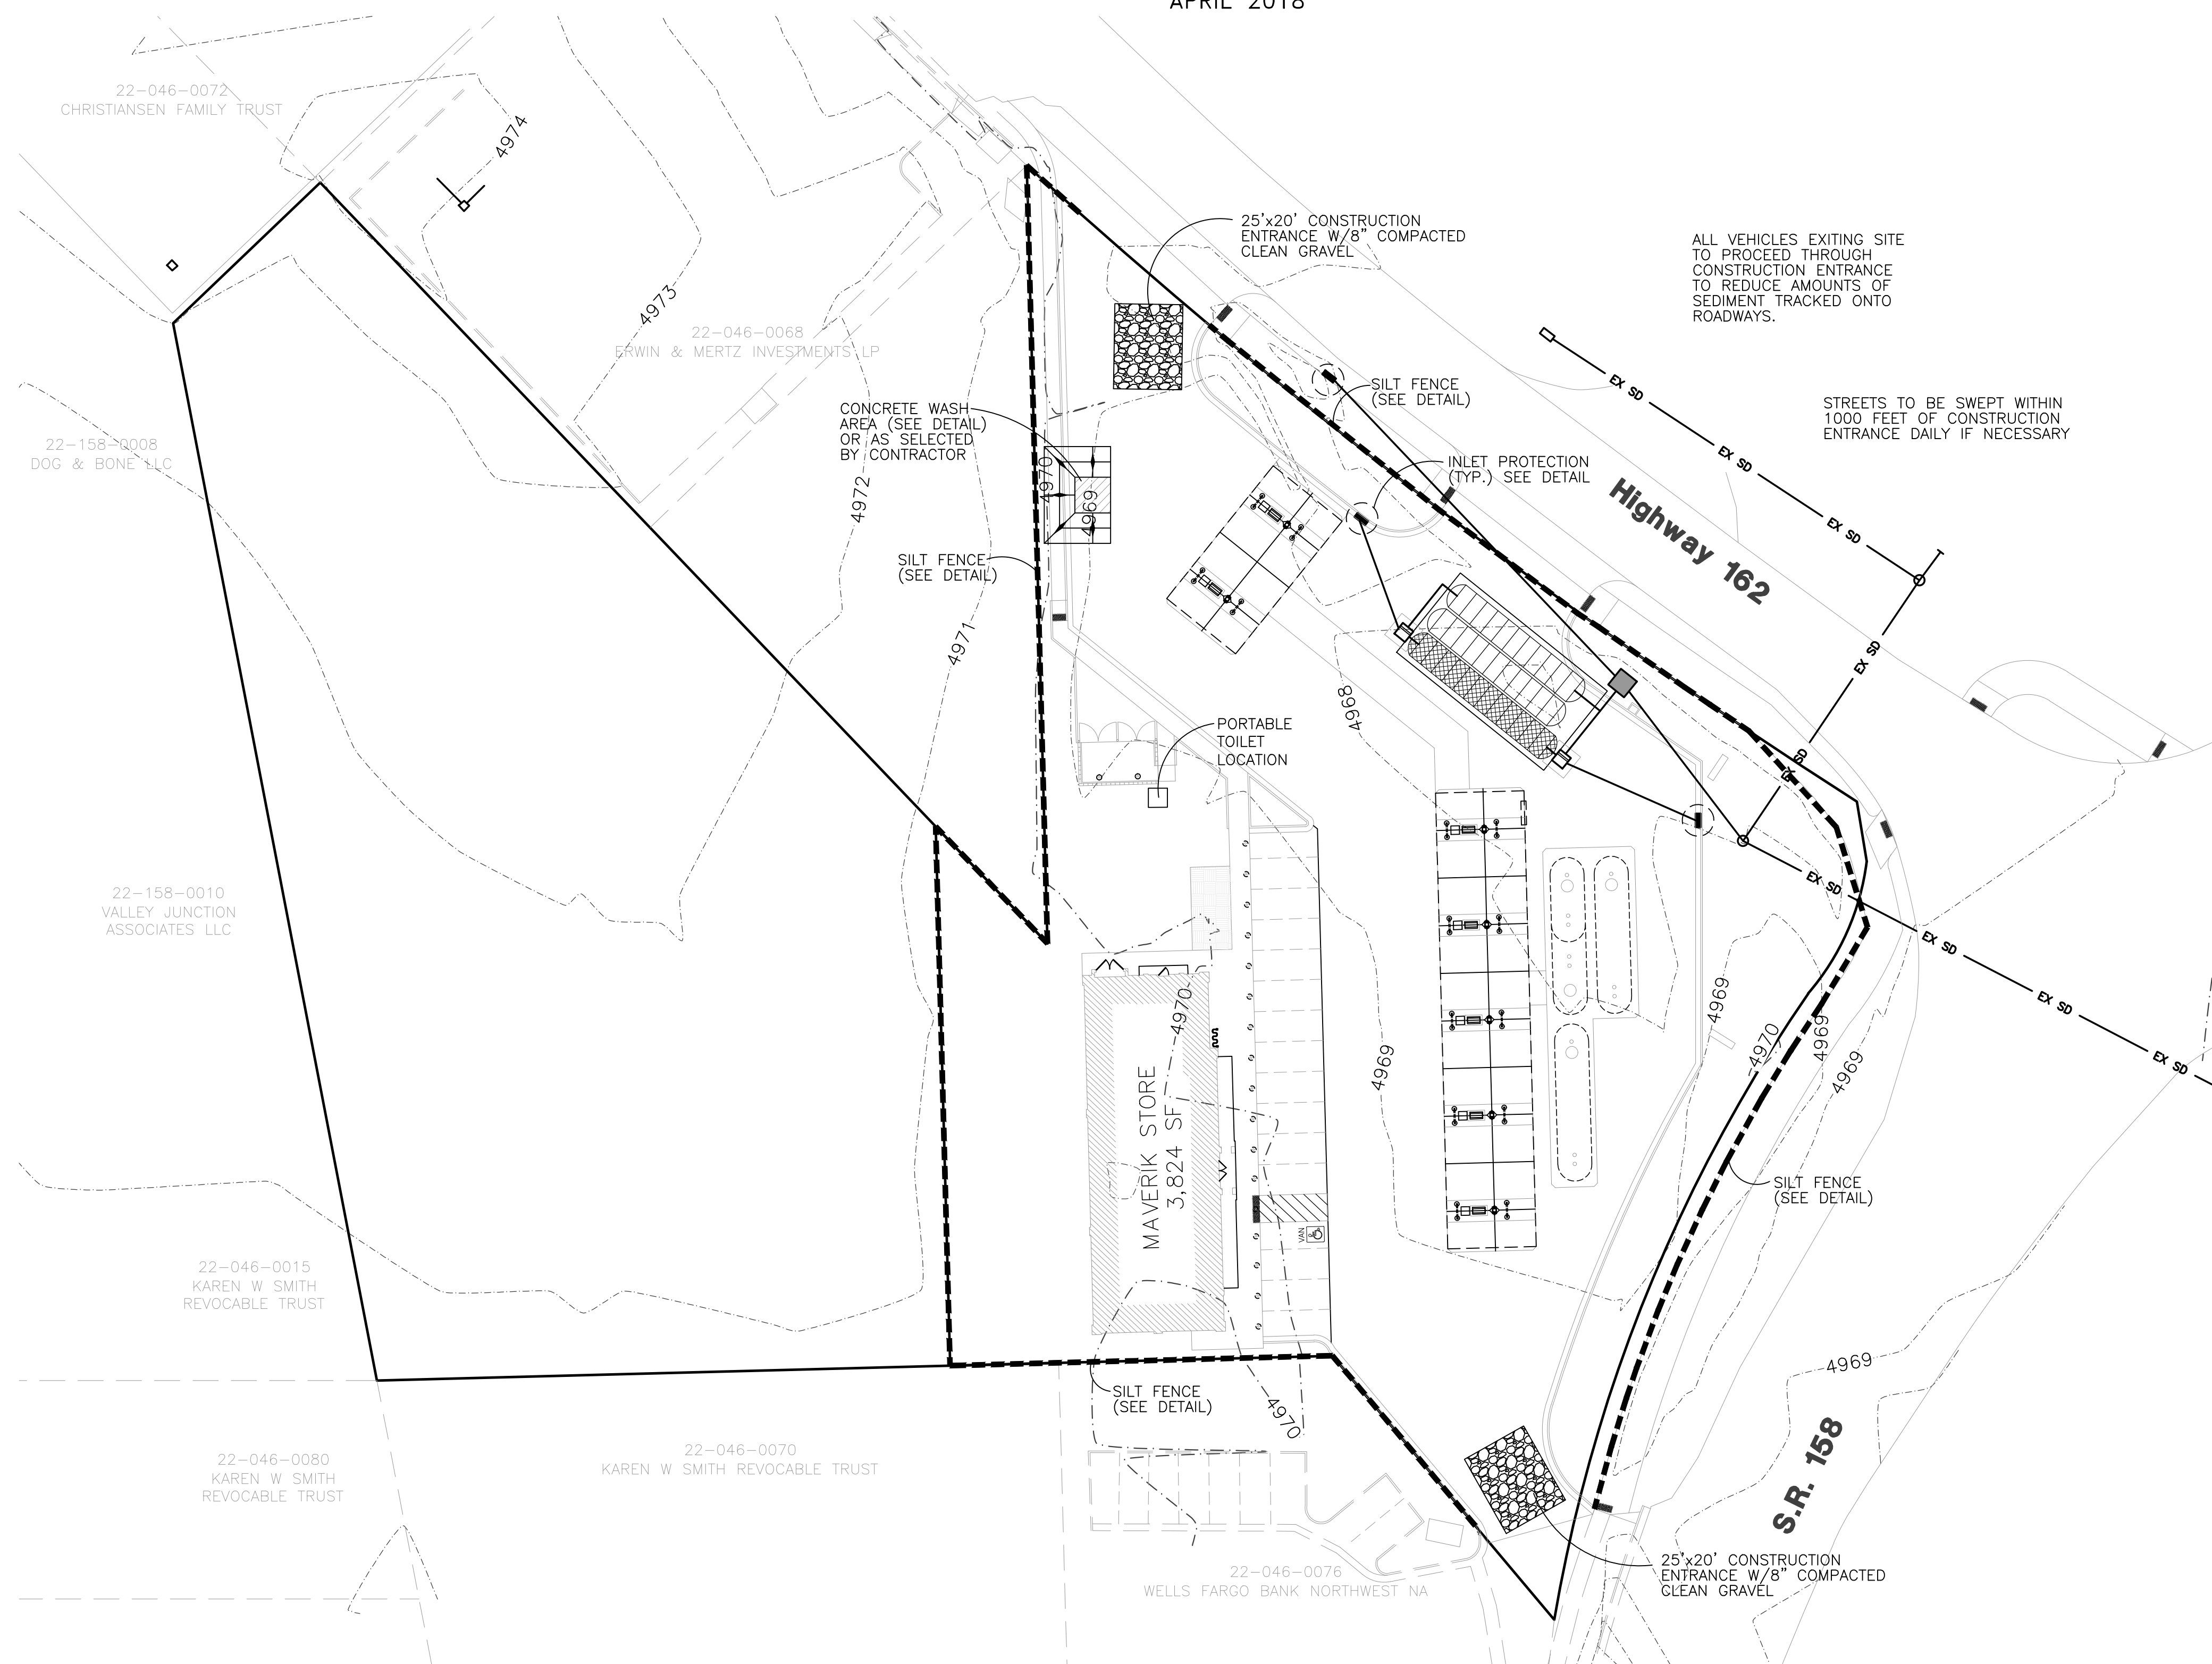 APRIL 2018
22-046-0072
CHRISTIANSEN FAMILY TRUST
4974
25'x20' CONSTRUCTION
ENTRANCE W/8" COMPACTED
CLEAN GRAVEL
ALL VEHICLES EXITING SITE
TO PROCEED THROUGH
CONSTRUCTION ENTRANCE
TO REDUCE AMOUNTS OF
SEDIMENT TRACKED ONTO
ROADWAYS.
4973
22-046-0068
ERWIN & MERTZ INVESTMENTS LP
EX SD
SILT FENCE
(SEE DETAIL)
STREETS TO BE SWEPT WITHIN
1000 FEET OF CONSTRUCTION
ENTRANCE DAILY IF NECESSARY
CONCRETE WASH
AREA (SEE DETAIL)
OR AS SELECTED
BY CONTRACTOR
22-158-0008
DOG & BONE LLC
EX SD
INLET PROTECTION
(TYP.) SEE DETAIL
4970
4969
4972
Highway 162
EX SD
SILT FENCE
(SEE DETAIL)
4971
EX SD
4968
PORTABLE
TOILET
LOCATION
EX SD
EX SD
22-158-0010
VALLEY JUNCTION
ASSOCIATES LLC
EX SD
EX SD
4970
4969
4970
4969
4969
4969
EX SD
MAVERIK STORE
3,824 SF
SILT FENCE
(SEE DETAIL)
VAN
22-046-0015
KAREN W SMITH
REVOCABLE TRUST
4969
SILT FENCE
(SEE DETAIL)
4970
S.R. 158
22-046-0080
KAREN W SMITH
REVOCABLE TRUST
22-046-0070
KAREN W SMITH REVOCABLE TRUST
22-046-0076
WELLS FARGO BANK NORTHWEST NA
25'x20' CONSTRUCTION
ENTRANCE W/8" COMPACTED
CLEAN GRAVEL